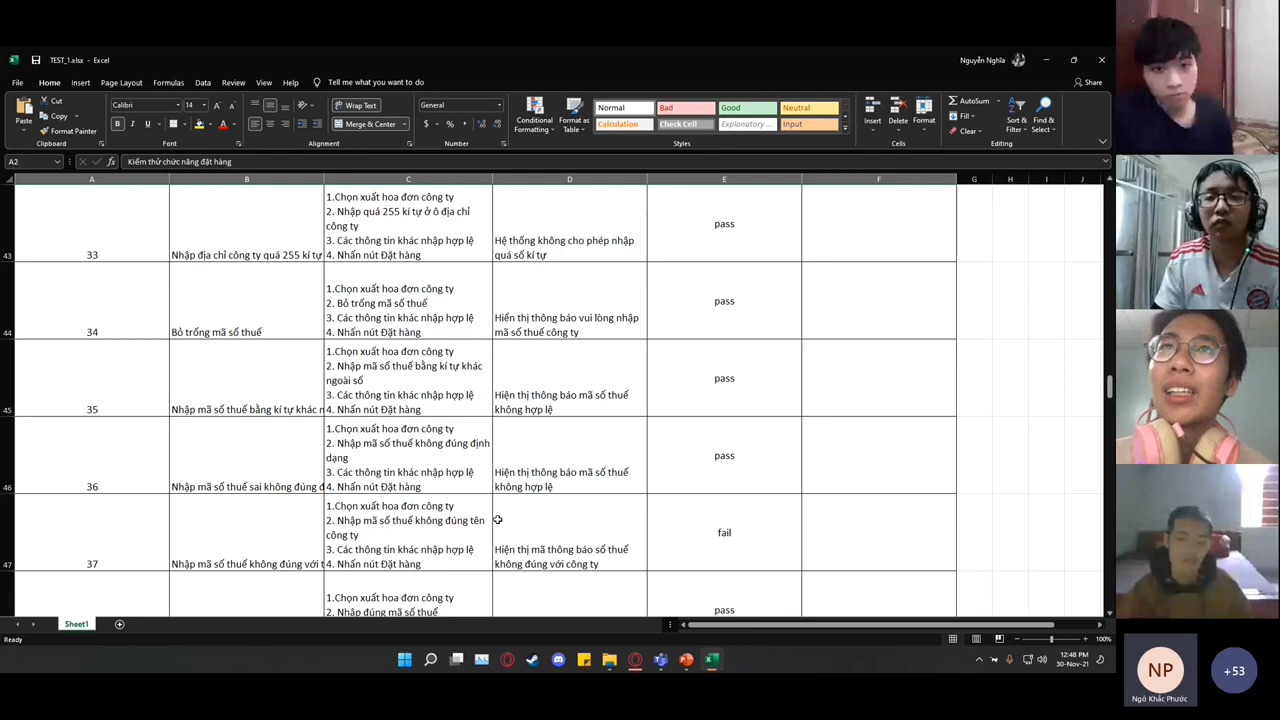 TEST_1.xlsx - Excel
Nguyễn Nghĩa
File Home Insert Page Layout Formulas Data Review View Help Tell me what you want to do Share
Paste
Cut
Copy
Format Painter
Clipboard
Calibri 14
B I U
Font
Wrap Text
Merge & Center
Alignment
General
$ % ,
Number
Conditional Formatting
Format as Table
Normal Bad Good Neutral
Calculation Check Cell Explanatory ... Input
Styles
Insert Delete Format
Cells
AutoSum
Fill
Clear
Sort & Filter
Find & Select
Editing
A2 fx Kiểm thử chức năng đặt hàng
A B C D E F G H I J
43
33
Nhập địa chỉ công ty quá 255 kí tự
1.Chọn xuất hoa đơn công ty
2. Nhập quá 255 kí tự ở ô địa chỉ
công ty
3. Các thông tin khác nhập hợp lệ
4. Nhấn nút Đặt hàng
Hệ thống không cho phép nhập
quá số kí tự
pass
44
34
Bỏ trống mã số thuế
1.Chọn xuất hoa đơn công ty
2. Bỏ trống mã số thuế
3. Các thông tin khác nhập hợp lệ
4. Nhấn nút Đặt hàng
Hiển thị thông báo vui lòng nhập
mã số thuế công ty
pass
45
35
Nhập mã số thuế bằng kí tự khác n
1.Chọn xuất hoa đơn công ty
2. Nhập mã số thuế bằng kí tự khác
ngoài số
3. Các thông tin khác nhập hợp lệ
4. Nhấn nút Đặt hàng
Hiện thị thông báo mã số thuế
không hợp lệ
pass
46
36
Nhập mã số thuế sai không đúng đ
1.Chọn xuất hoa đơn công ty
2. Nhập mã số thuế không đúng định
dạng
3. Các thông tin khác nhập hợp lệ
4. Nhấn nút Đặt hàng
Hiện thị thông báo mã số thuế
không hợp lệ
pass
47
37
Nhập mã số thuế không đúng với t
1.Chọn xuất hoa đơn công ty
2. Nhập mã số thuế không đúng tên
công ty
3. Các thông tin khác nhập hợp lệ
4. Nhấn nút Đặt hàng
Hiện thị mã thông báo số thuế
không đúng với công ty
fail
1.Chọn xuất hoa đơn công ty
2. Nhập đúng mã số thuế
pass
Sheet1
Ready
100%
12:48 PM
30-Nov-21
NP
Ngô Khắc Phước
+53